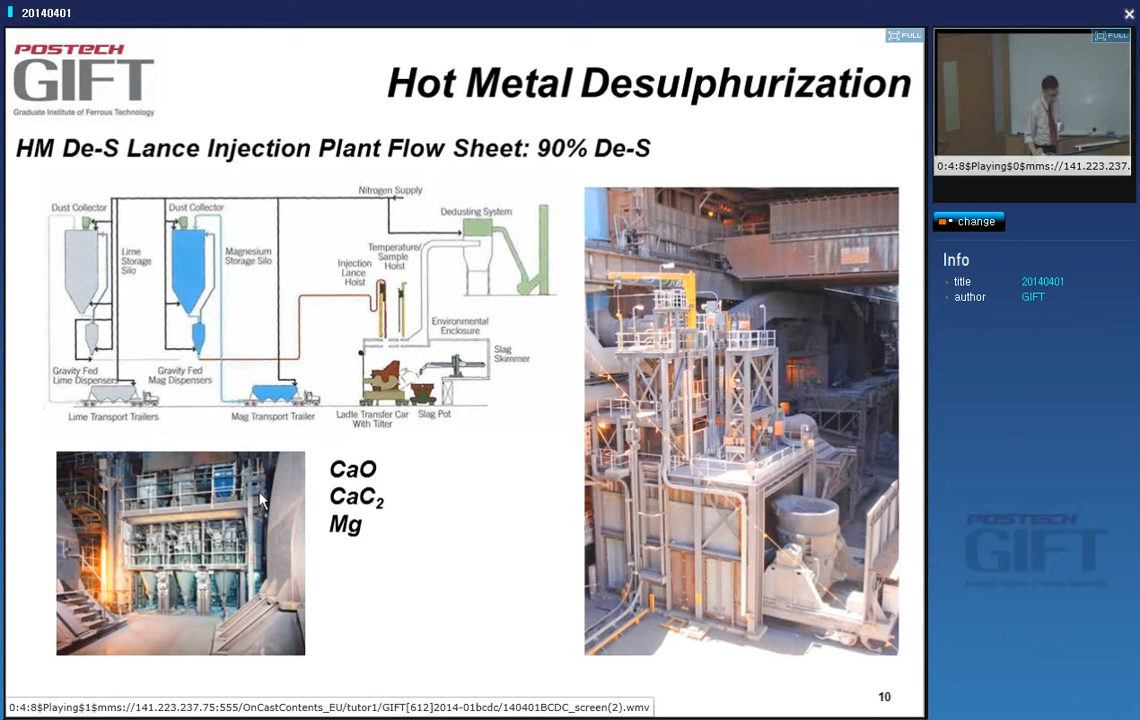 20140401
FULL
POSTECH
GIFT
Graduate Institute of Ferrous Technology
Hot Metal Desulphurization
HM De-S Lance Injection Plant Flow Sheet: 90% De-S
Nitrogen Supply
Dust Collector
Dust Collector
Dedusting System
Lime
Storage
Silo
Magnesium
Storage Silo
Temperature/
Sample
Hoist
Injection
Lance
Hoist
Environmental
Enclosure
Slag
Skimmer
Gravity Fed
Lime Dispensers
Gravity Fed
Mag Dispensers
Lime Transport Trailers
Mag Transport Trailer
Ladle Transfer Car
With Tilter
Slag Pot
CaO
CaC2
Mg
10
0:4:8$Playing$1$mms://141.223.237.75:555/OnCastContents_EU/tutor1/GIFT[612]2014-01bcdc/140401BCDC_screen(2).wmv
FULL
0:4:8$Playing$0$mms://141.223.237.
change
Info
title 20140401
author GIFT
POSTECH
GIFT